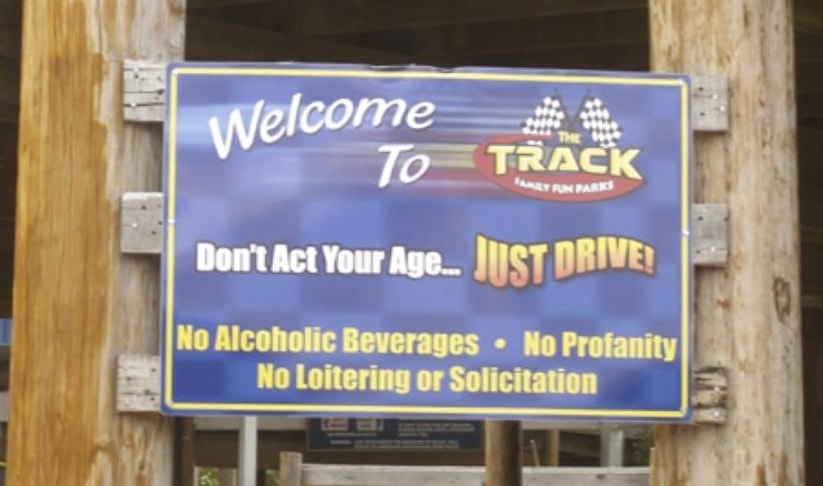 Welcome
To
THE
TRACK
FAMILY FUN PARKS
Don't Act Your Age... JUST DRIVE!
No Alcoholic Beverages • No Profanity
No Loitering or Solicitation